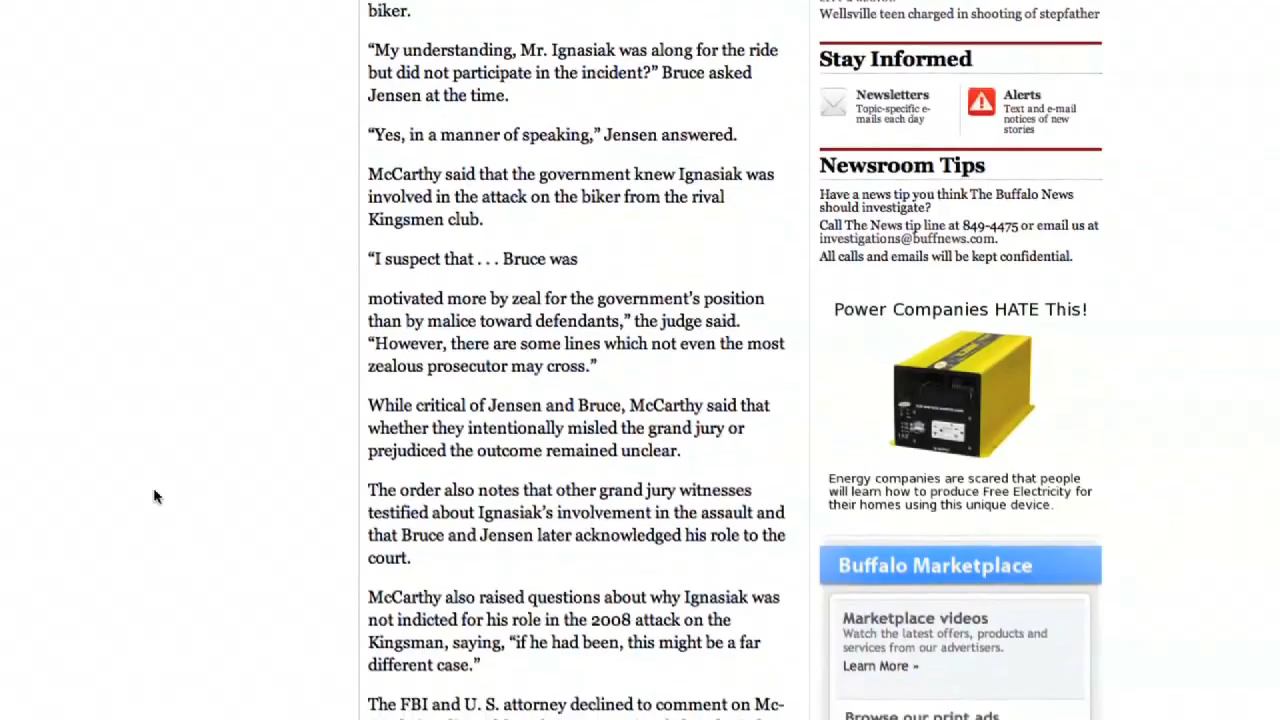 biker.
“My understanding, Mr. Ignasiak was along for the ride
but did not participate in the incident?” Bruce asked
Jensen at the time.
“Yes, in a manner of speaking,” Jensen answered.
McCarthy said that the government knew Ignasiak was
involved in the attack on the biker from the rival
Kingsmen club.
“I suspect that . . . Bruce was
motivated more by zeal for the government’s position
than by malice toward defendants,” the judge said.
“However, there are some lines which not even the most
zealous prosecutor may cross.”
While critical of Jensen and Bruce, McCarthy said that
whether they intentionally misled the grand jury or
prejudiced the outcome remained unclear.
The order also notes that other grand jury witnesses
testified about Ignasiak’s involvement in the assault and
that Bruce and Jensen later acknowledged his role to the
court.
McCarthy also raised questions about why Ignasiak was
not indicted for his role in the 2008 attack on the
Kingsman, saying, “if he had been, this might be a far
different case.”
The FBI and U. S. attorney declined to comment on Mc-
Wellsville teen charged in shooting of stepfather
Stay Informed
Newsletters
Topic-specific e-
mails each day
Alerts
Text and e-mail
notices of new
stories
Newsroom Tips
Have a news tip you think The Buffalo News
should investigate?
Call The News tip line at 849-4475 or email us at
investigations@buffnews.com.
All calls and emails will be kept confidential.
Power Companies HATE This!
Energy companies are scared that people
will learn how to produce Free Electricity for
their homes using this unique device.
Buffalo Marketplace
Marketplace videos
Watch the latest offers, products and
services from our advertisers.
Learn More »
Browse our print ads